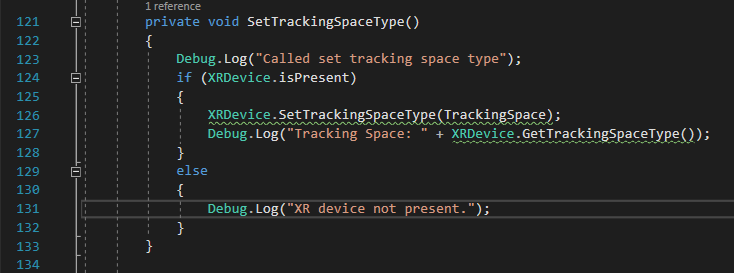 1 reference
121 private void SetTrackingSpaceType()
122 {
123 Debug.Log("Called set tracking space type");
124 if (XRDevice.isPresent)
125 {
126 XRDevice.SetTrackingSpaceType(TrackingSpace);
127 Debug.Log("Tracking Space: " + XRDevice.GetTrackingSpaceType());
128 }
129 else
130 {
131 Debug.Log("XR device not present.");
132 }
133 }
134